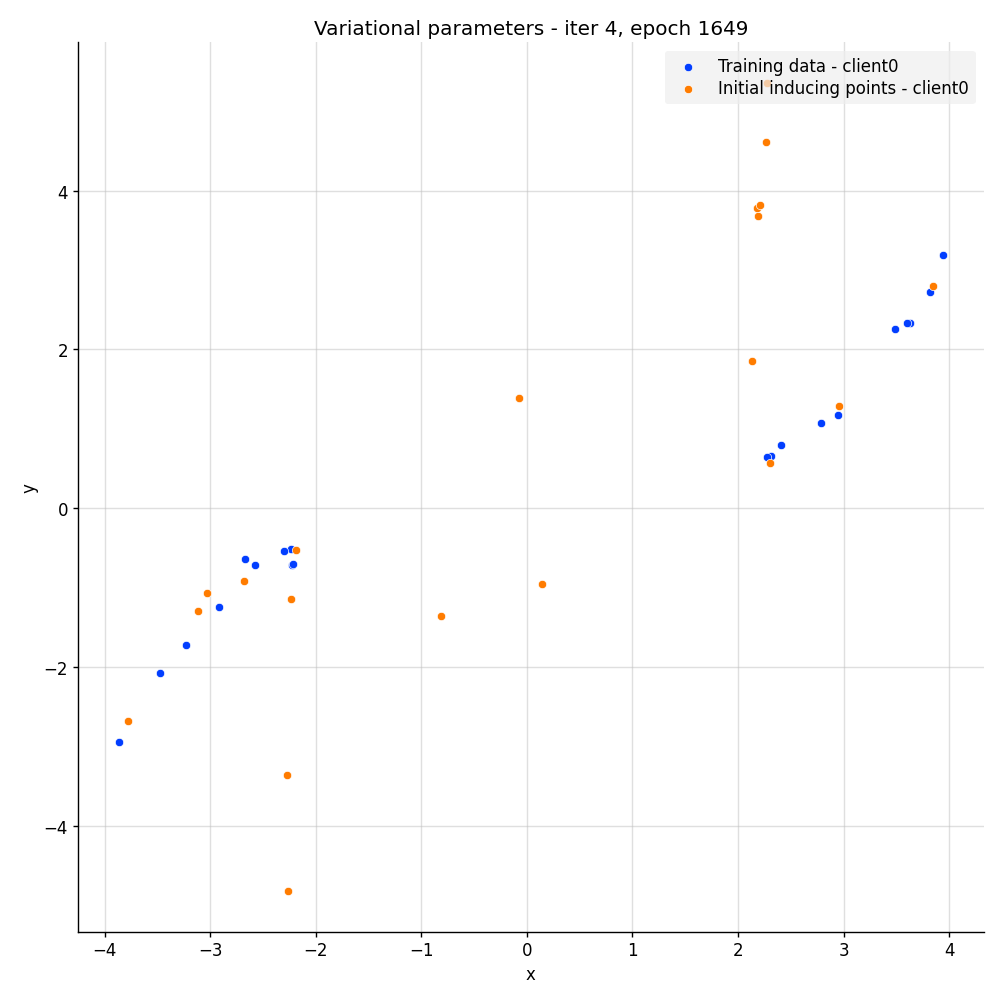 Variational parameters - iter 4, epoch 1649
Training data - client0
Initial inducing points - client0
y
4
2
0
−2
−4
−4 −3 −2 −1 0 1 2 3 4
x